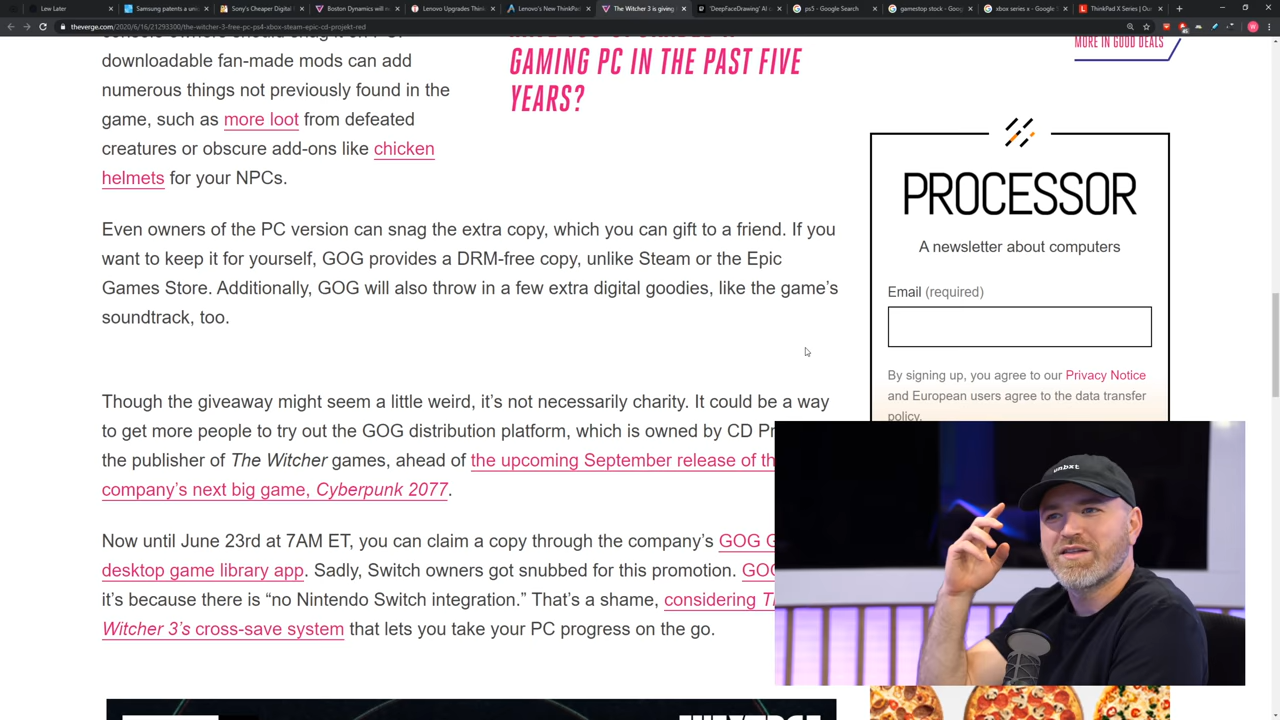 Lew Later
Samsung patents a uni
Sony's Cheaper Digital
Boston Dynamics will n
Lenovo Upgrades Think
Lenovo's New ThinkPad
The Witcher 3 is giving
'DeepFaceDrawing' AI c
ps5 - Google Search
gamestop stock - Goog
xbox series x - Google S
ThinkPad X Series | Our
theverge.com/2020/6/16/21293300/the-witcher-3-free-pc-ps4-xbox-steam-epic-cd-projekt-red
downloadable fan-made mods can add
numerous things not previously found in the
game, such as more loot from defeated
creatures or obscure add-ons like chicken
helmets for your NPCs.
GAMING PC IN THE PAST FIVE
YEARS?
MORE IN GOOD DEALS
Even owners of the PC version can snag the extra copy, which you can gift to a friend. If you
want to keep it for yourself, GOG provides a DRM-free copy, unlike Steam or the Epic
Games Store. Additionally, GOG will also throw in a few extra digital goodies, like the game's
soundtrack, too.
Though the giveaway might seem a little weird, it's not necessarily charity. It could be a way
to get more people to try out the GOG distribution platform, which is owned by CD Pr
the publisher of The Witcher games, ahead of the upcoming September release of th
company's next big game, Cyberpunk 2077.
Now until June 23rd at 7AM ET, you can claim a copy through the company's GOG G
desktop game library app. Sadly, Switch owners got snubbed for this promotion. GOG
it's because there is “no Nintendo Switch integration.” That's a shame, considering T
Witcher 3's cross-save system that lets you take your PC progress on the go.
PROCESSOR
A newsletter about computers
Email (required)
By signing up, you agree to our Privacy Notice
and European users agree to the data transfer
policy.
unbxt